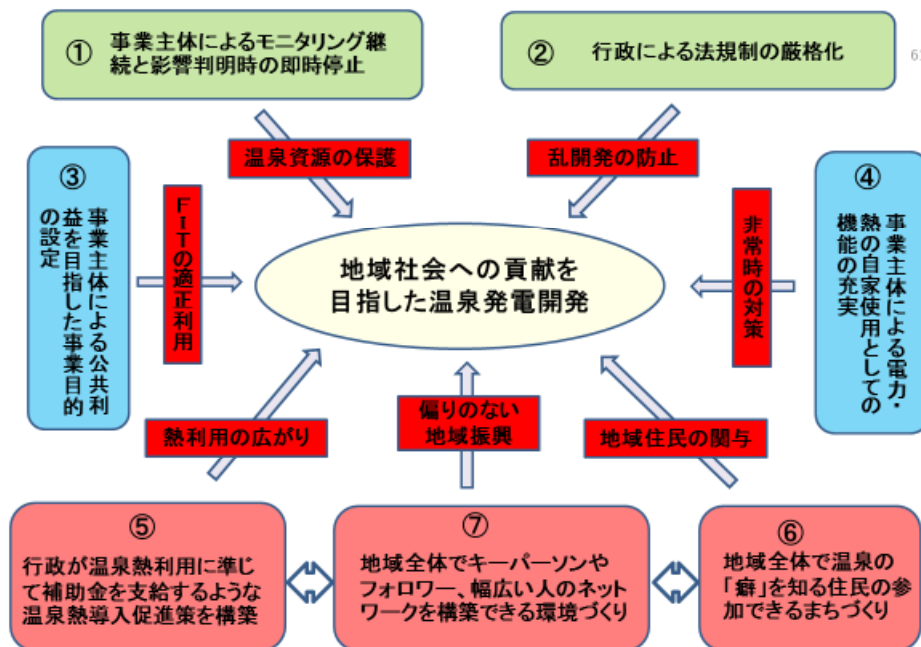 ① 事業主体によるモニタリング継
続と影響判明時の即時停止
② 行政による法規制の厳格化
温泉資源の保護
乱開発の防止
③
事業主体による公共利
益を目指した事業目的
の設定
FITの適正利用
地域社会への貢献を
目指した温泉発電開発
非常時の対策
④
事業主体による電力・
熱の自家使用としての
機能の充実
熱利用の広がり
偏りのない
地域振興
地域住民の関与
⑤
行政が温泉熱利用に準じ
て補助金を支給するような
温泉熱導入促進策を構築
⑦
地域全体でキーパーソンや
フォロワー、幅広い人のネット
ワークを構築できる環境づくり
⑥
地域全体で温泉の
「癖」を知る住民の参
加できるまちづくり